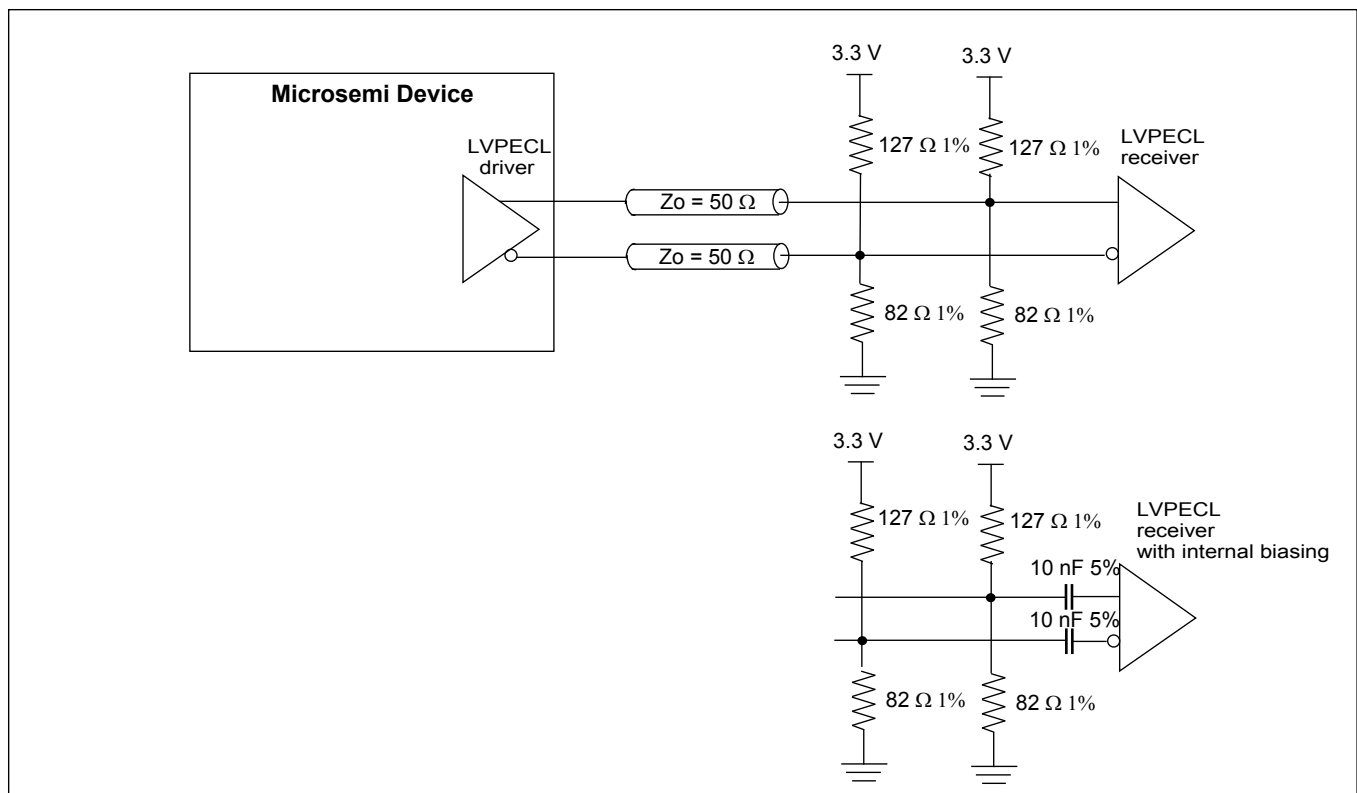 3.3 V
3.3 V
Microsemi Device
LVPECL
driver
127 Ω 1%
127 Ω 1%
LVPECL
receiver
Zo = 50 Ω
Zo = 50 Ω
82 Ω 1%
82 Ω 1%
3.3 V
3.3 V
127 Ω 1%
127 Ω 1%
LVPECL
receiver
with internal biasing
10 nF 5%
10 nF 5%
82 Ω 1%
82 Ω 1%